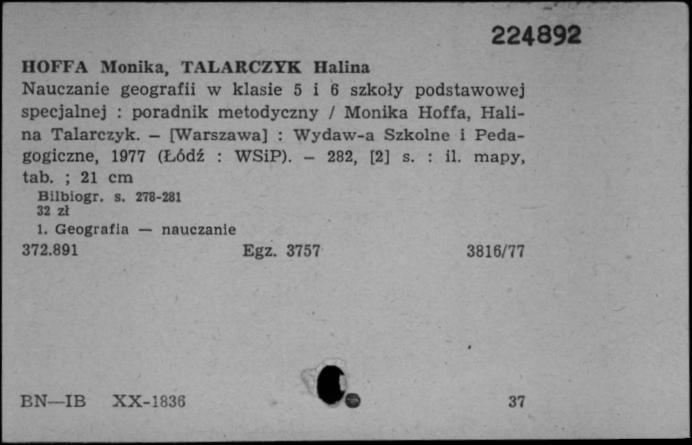 224892
HOFFA Monika, TALARCZYK Halina
Nauczanie geografii w klasie 5 i 6 szkoły podstawowej
specjalnej : poradnik metodyczny / Monika Hoffa, Hali-
na Talarczyk. — [Warszawa] : Wydaw-a Szkolne i Peda-
gogiczne, 1977 (Łódź : WSiP). — 282, [2] s. : il. mapy,
tab. ; 21 cm
Bilbiogr. s. 278-281
32 zł
1. Geografia — nauczanie
372.891 Egz. 3757 3816/77
BN—IB XX-1836 37